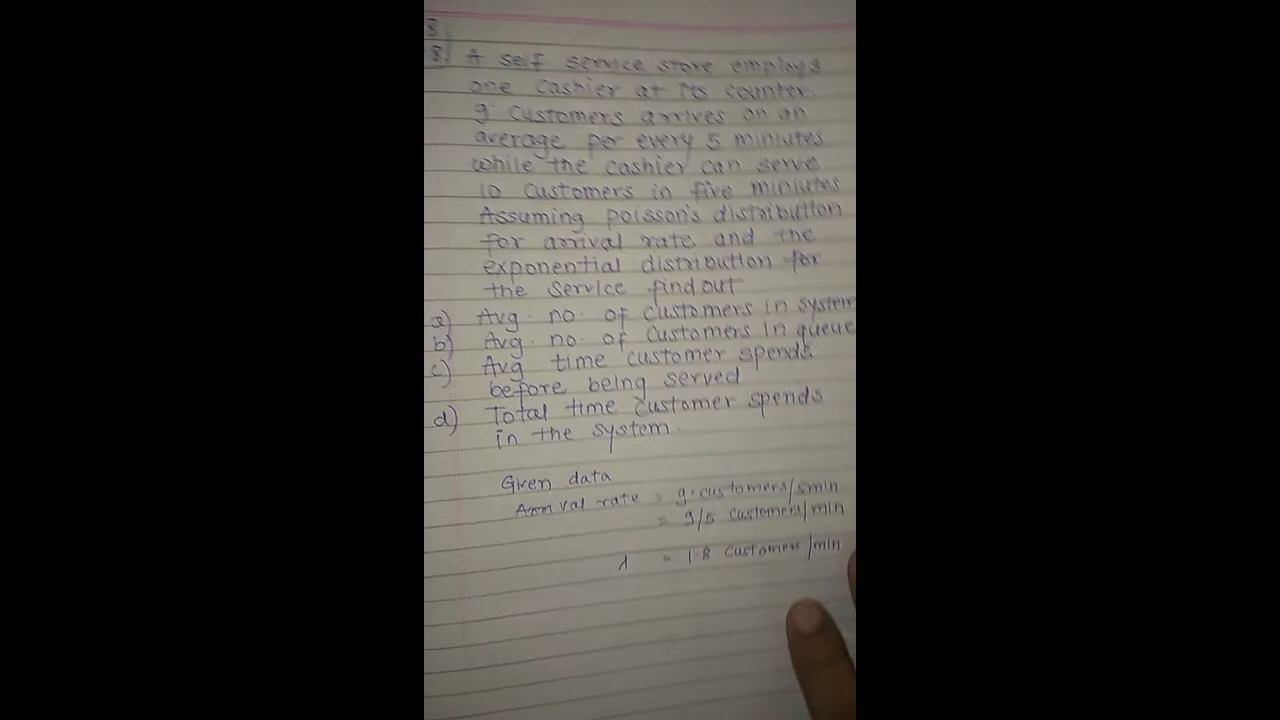 8.
8. A self service store employs
one cashier at its counter.
9 customers arrives on an
average per every 5 miniutes
while the cashier can serve
10 customers in five miniutes
Assuming poisson's distribution
for arrival rate and the
exponential distribution for
the service find out
a) Avg. no. of customers in system
b) Avg. no. of customers in queue
c) Avg. time customer spends
before being served
d) Total time customer spends
in the system.
Given data
Arrival rate = 9 customers/5min
= 9/5 customers/min
λ = 1.8 customers/min